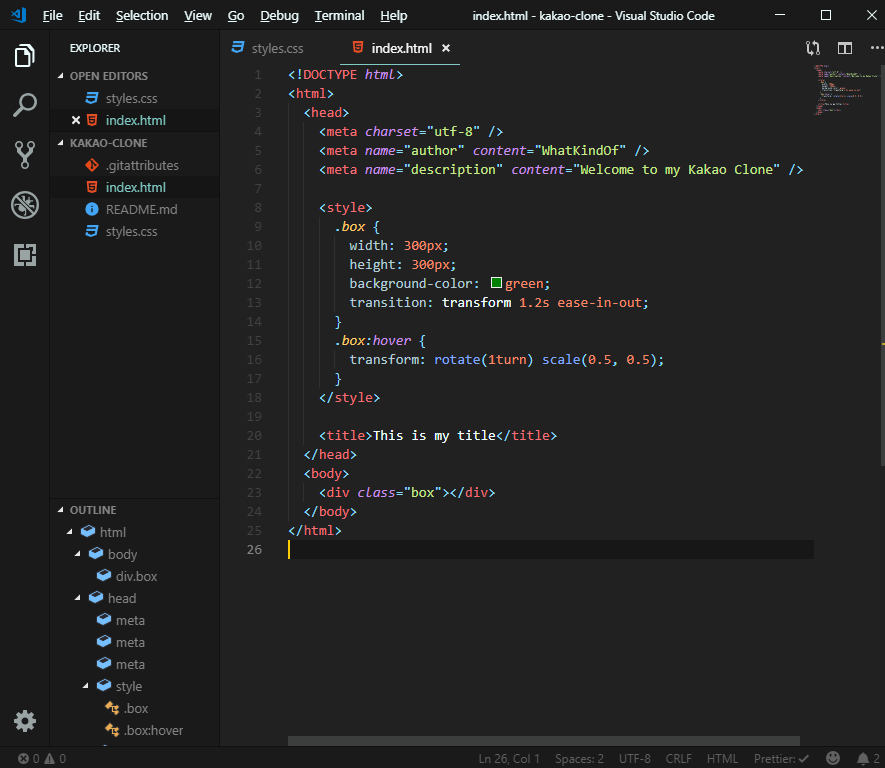 File Edit Selection View Go Debug Terminal Help index.html - kakao-clone - Visual Studio Code
EXPLORER
OPEN EDITORS
styles.css
index.html
KAKAO-CLONE
.gitattributes
index.html
README.md
styles.css
OUTLINE
html
body
div.box
head
meta
meta
meta
style
.box
.box:hover
styles.css index.html
1 <!DOCTYPE html>
2 <html>
3 <head>
4 <meta charset="utf-8" />
5 <meta name="author" content="WhatKindOf" />
6 <meta name="description" content="Welcome to my Kakao Clone" />
7
8 <style>
9 .box {
10 width: 300px;
11 height: 300px;
12 background-color: green;
13 transition: transform 1.2s ease-in-out;
14 }
15 .box:hover {
16 transform: rotate(1turn) scale(0.5, 0.5);
17 }
18 </style>
19
20 <title>This is my title</title>
21 </head>
22 <body>
23 <div class="box"></div>
24 </body>
25 </html>
26
0 0 Ln 26, Col 1 Spaces: 2 UTF-8 CRLF HTML Prettier: ✓ 2